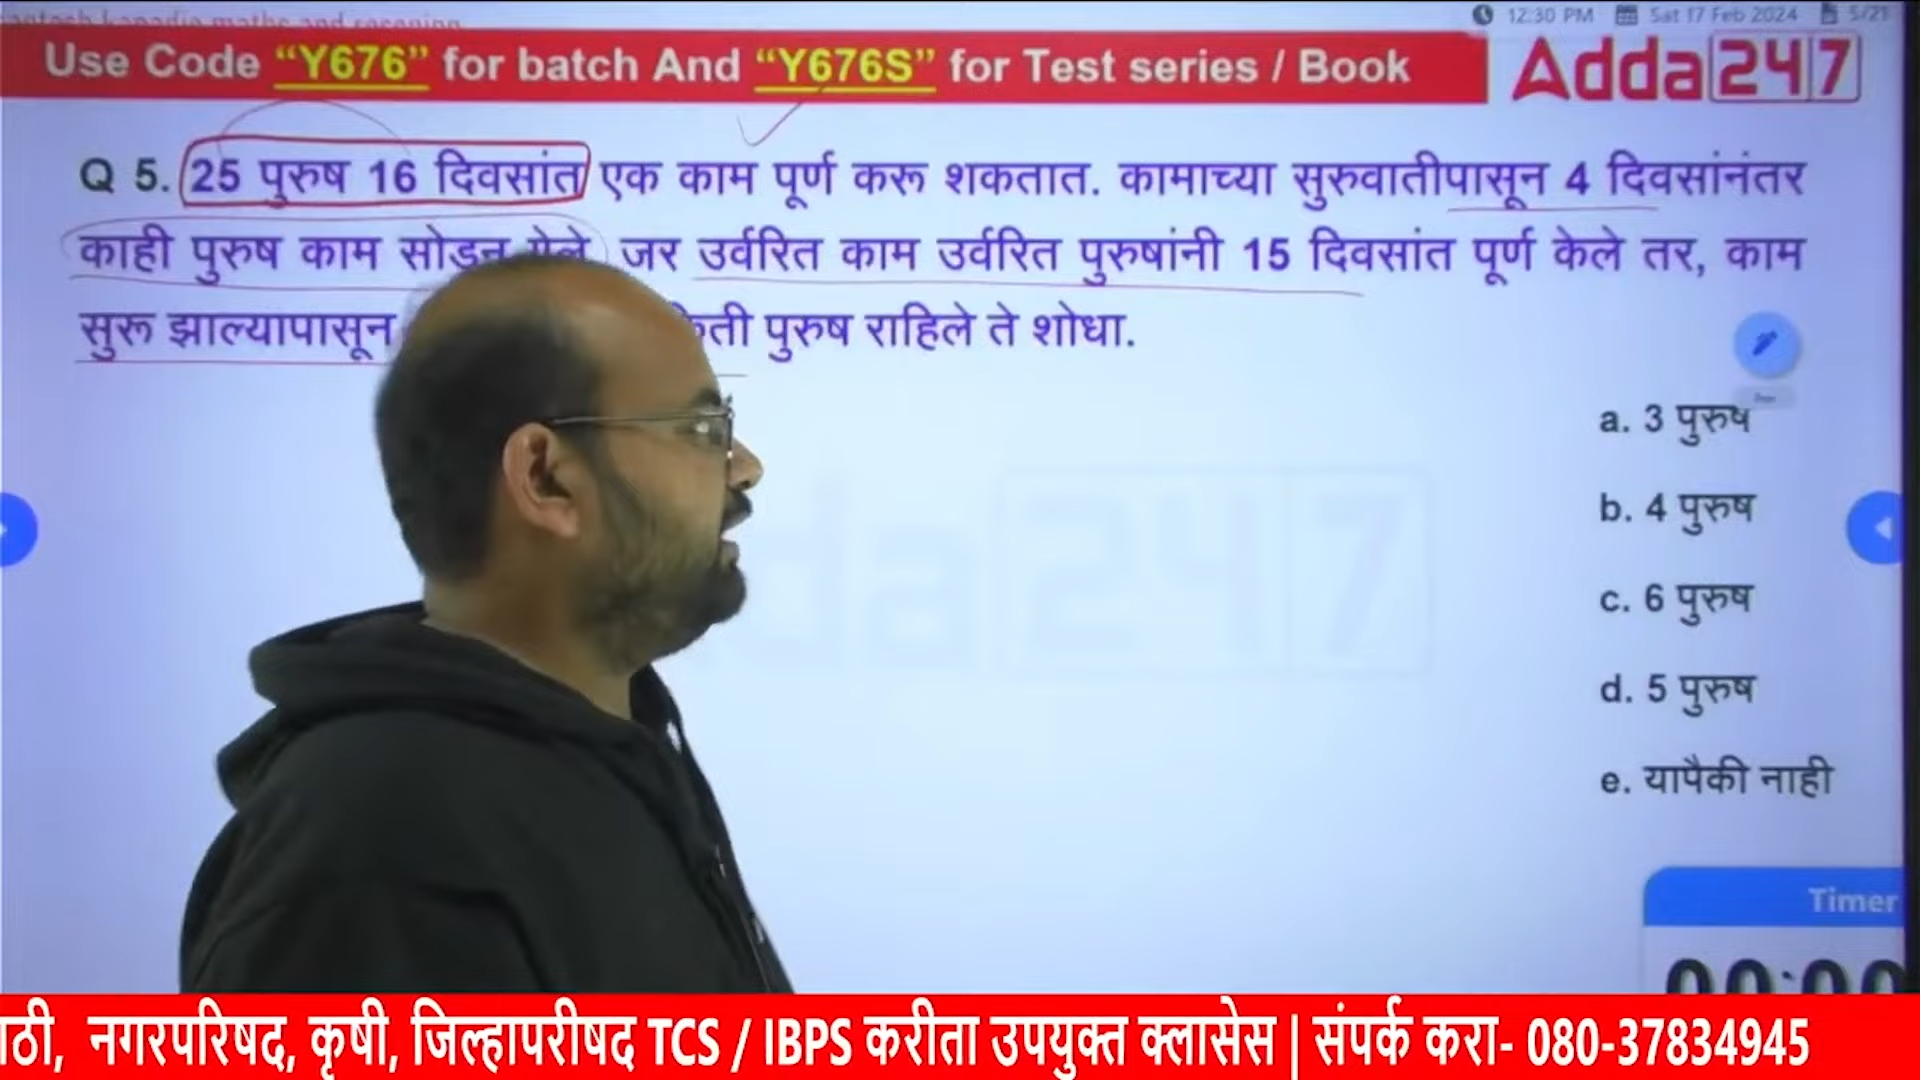 12:30 PM Sat 17 Feb 2024 5/21
Use Code “Y676” for batch And “Y676S” for Test series / Book
Adda247
Q 5. 25 पुरुष 16 दिवसांत एक काम पूर्ण करू शकतात. कामाच्या सुरुवातीपासून 4 दिवसांनंतर
काही पुरुष काम सोडून गेले जर उर्वरित काम उर्वरित पुरुषांनी 15 दिवसांत पूर्ण केले तर, काम
सुरू झाल्यापासून पुरुष राहिले ते शोधा.
a. 3 पुरुष
b. 4 पुरुष
c. 6 पुरुष
d. 5 पुरुष
e. यापैकी नाही
Timer
नगरपरिषद, कृषी, जिल्हापरीषद TCS / IBPS करीता उपयुक्त क्लासेस | संपर्क करा- 080-37834945